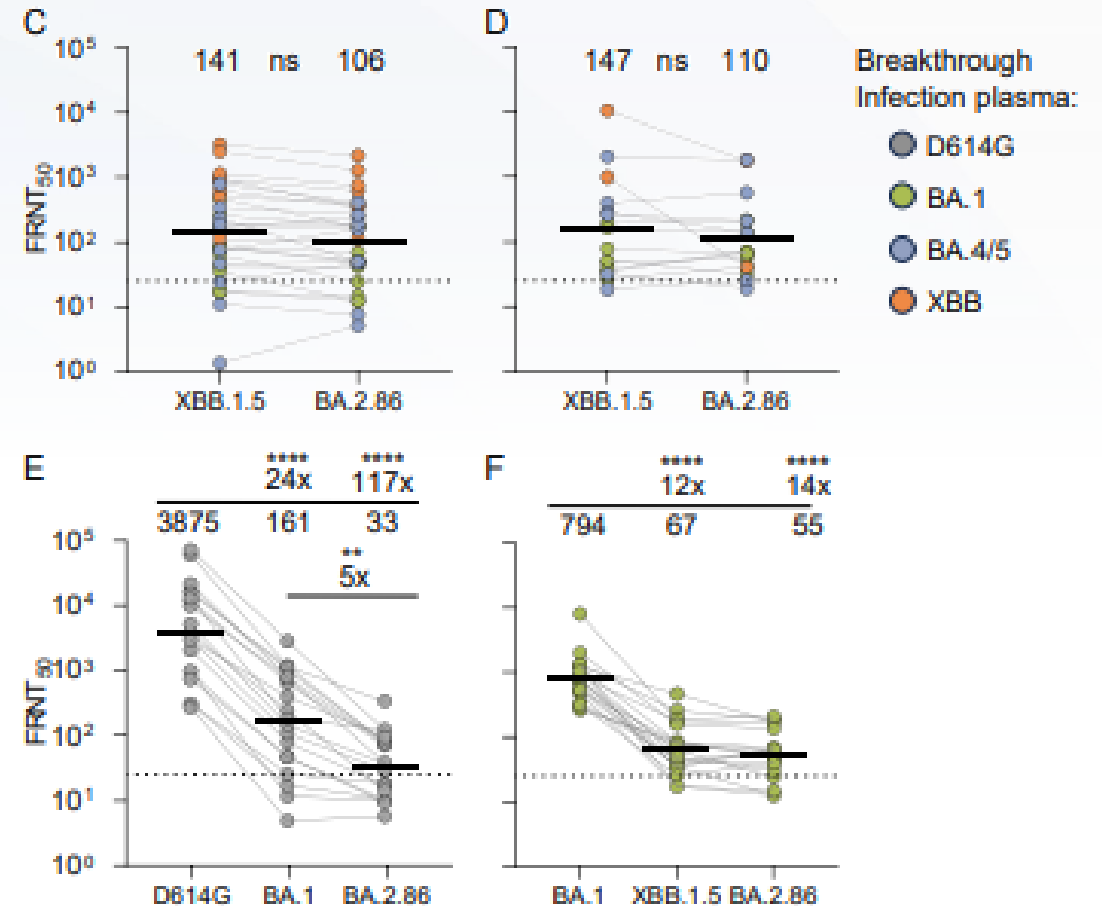 C
10⁵
10⁴
10³
10²
10¹
10⁰
FRNT₅₀
141 ns 106
XBB.1.5 BA.2.86
D
147 ns 110
XBB.1.5 BA.2.86
Breakthrough
Infection plasma:
D614G
BA.1
BA.4/5
XBB
E
**** ****
24x 117x
3875 161 33
**
5x
10⁵
10⁴
10³
10²
10¹
10⁰
FRNT₅₀
D614G BA.1 BA.2.86
F
**** ****
12x 14x
794 67 55
BA.1 XBB.1.5 BA.2.86